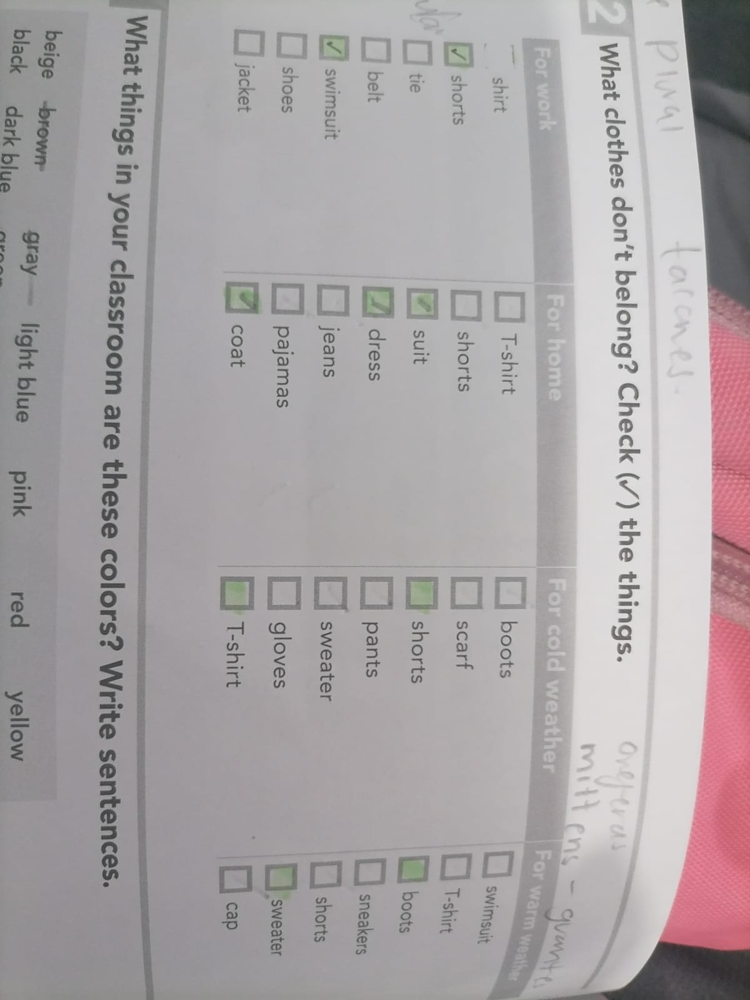 plural tacones.
2 What clothes don't belong? Check (✓) the things.
mittens - guantes
For work For home For cold weather For warm weather
shirt T-shirt boots swimsuit
shorts shorts scarf T-shirt
tie suit shorts boots
belt dress pants sneakers
swimsuit jeans sweater shorts
shoes pajamas gloves sweater
jacket coat T-shirt cap
What things in your classroom are these colors? Write sentences.
beige brown gray light blue pink red yellow
black dark blue